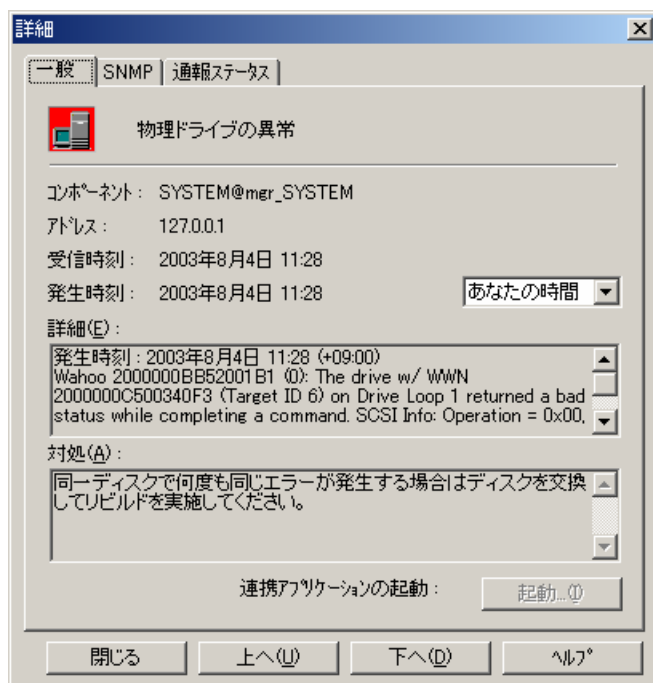 詳細
一般 SNMP 通報ステータス
物理ドライブの異常
コンポーネント： SYSTEM@mgr_SYSTEM
アドレス： 127.0.0.1
受信時刻： 2003年8月4日 11:28
発生時刻： 2003年8月4日 11:28 あなたの時間
詳細(E)：
発生時刻：2003年8月4日 11:28 (+09:00)
Wahoo 2000000BB52001B1 (0): The drive w/ WWN
2000000C500340F3 (Target ID 6) on Drive Loop 1 returned a bad
status while completing a command. SCSI Info: Operation = 0x00,
対処(A)：
同一ディスクで何度も同じエラーが発生する場合はディスクを交換
してリビルドを実施してください。
連携アプリケーションの起動： 起動...(I)
閉じる 上へ(U) 下へ(D) ヘルプ